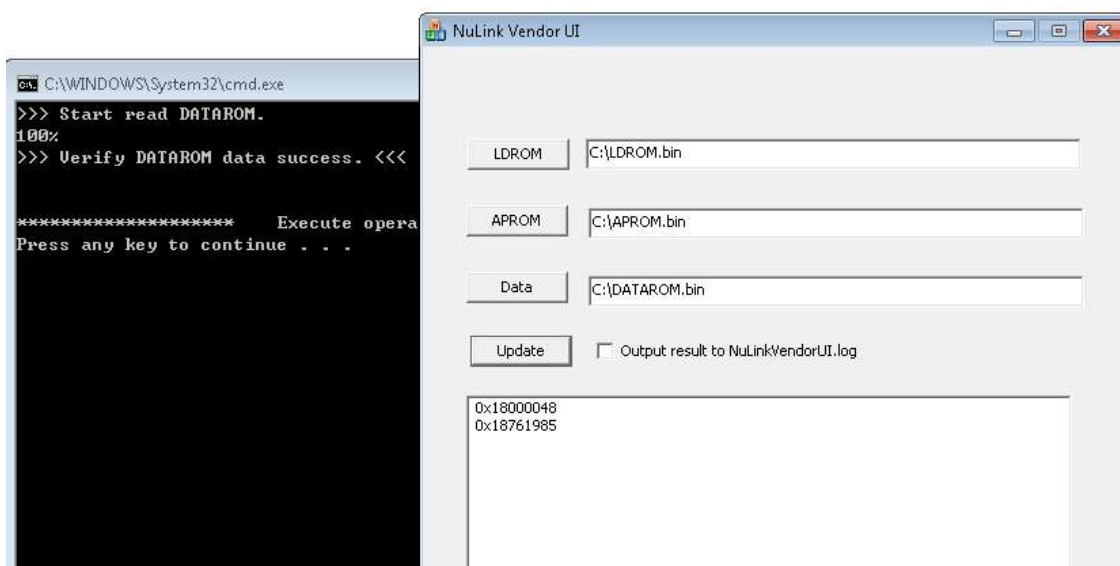 C:\WINDOWS\System32\cmd.exe
>>> Start read DATAROM.
100%
>>> Verify DATAROM data success. <<<
******************** Execute opera
Press any key to continue . . .
NuLink Vendor UI
LDROM C:\LDROM.bin
APROM C:\APROM.bin
Data C:\DATAROM.bin
Update Output result to NuLinkVendorUI.log
0x18000048
0x18761985